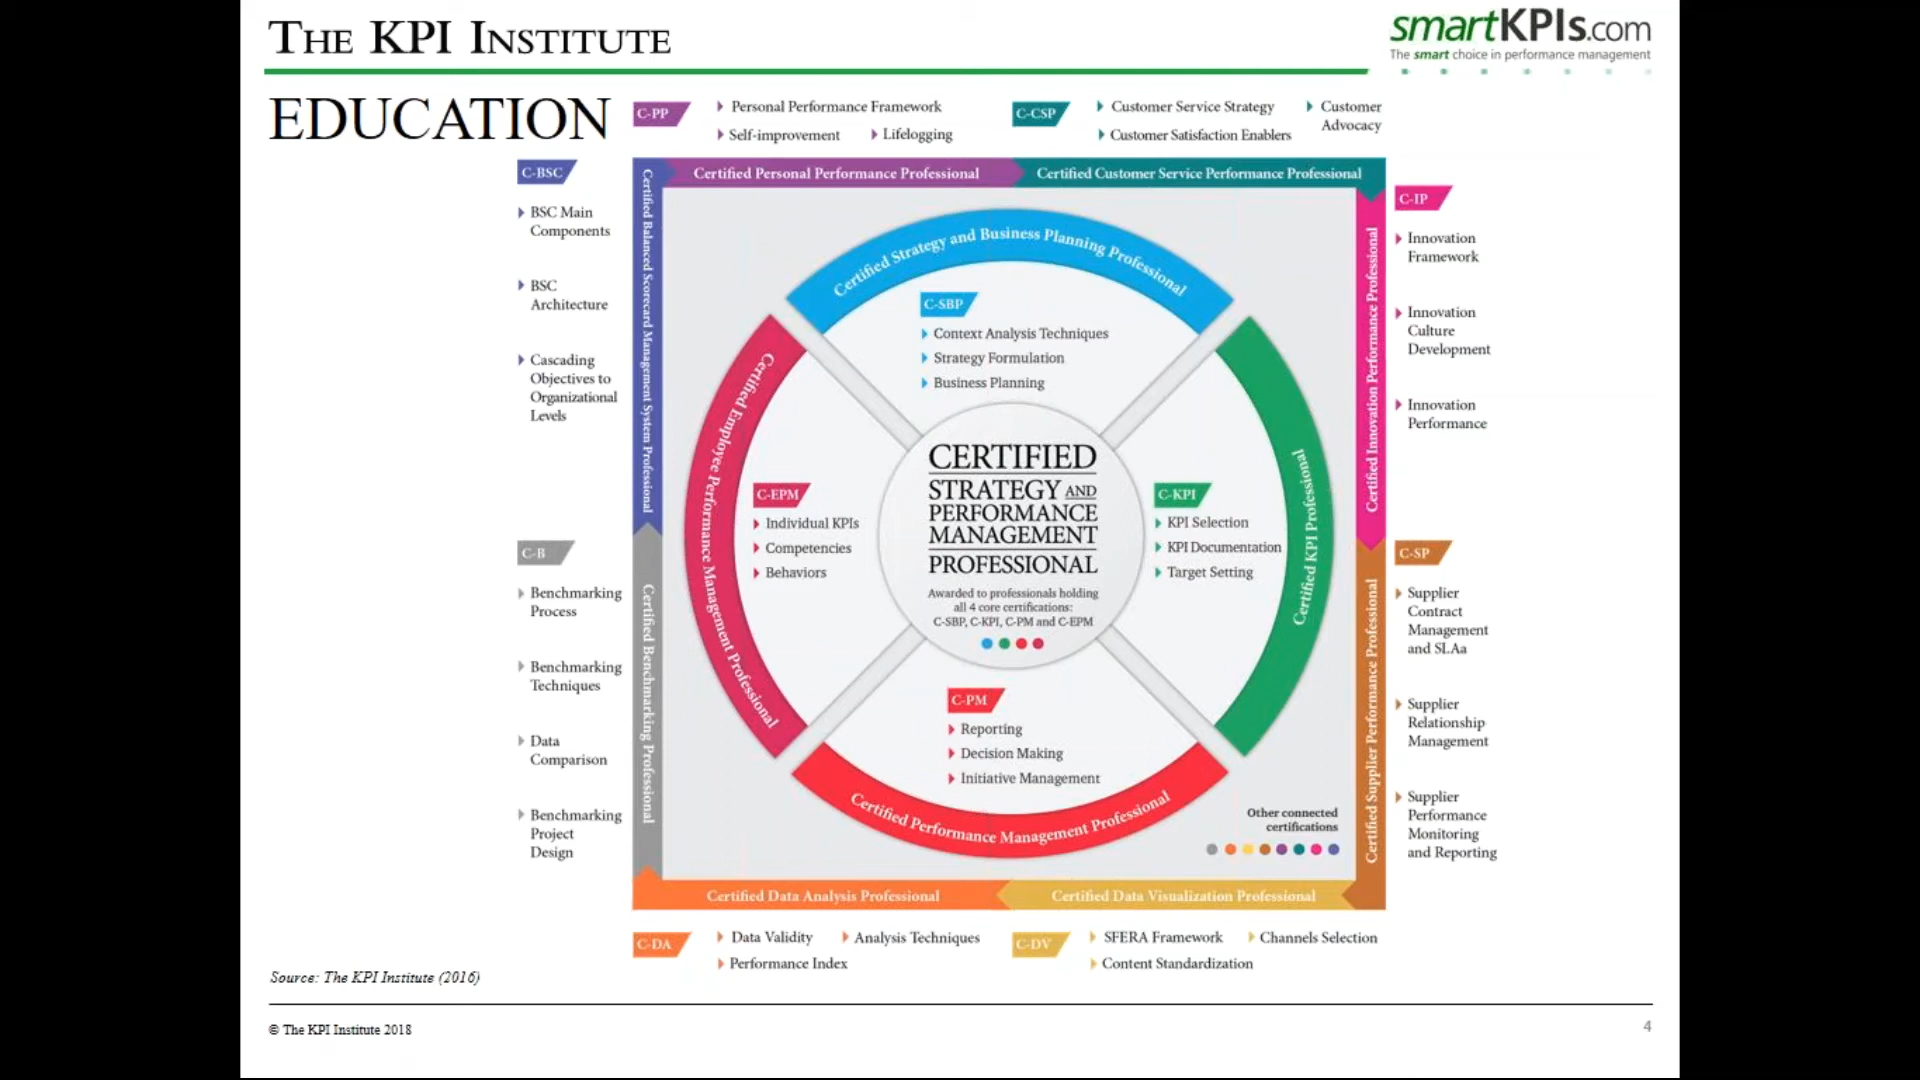 THE KPI INSTITUTE
smartKPIs.com
The smart choice in performance management
EDUCATION
C-PP
Personal Performance Framework
Self-improvement
Lifelogging
C-CSP
Customer Service Strategy
Customer Satisfaction Enablers
Customer
Advocacy
C-BSC
BSC Main
Components
BSC
Architecture
Cascading
Objectives to
Organizational
Levels
Certified Balanced Scorecard Management System Professional
Certified Personal Performance Professional
Certified Customer Service Performance Professional
C-IP
Innovation
Framework
Innovation
Culture
Development
Innovation
Performance
Certified Innovation Performance Professional
Certified Strategy and Business Planning Professional
C-SBP
Context Analysis Techniques
Strategy Formulation
Business Planning
Certified Employee Performance Management Professional
C-EPM
Individual KPIs
Competencies
Behaviors
CERTIFIED
STRATEGY AND
PERFORMANCE
MANAGEMENT
PROFESSIONAL
Awarded to professionals holding
all 4 core certifications:
C-SBP, C-KPI, C-PM and C-EPM
C-KPI
KPI Selection
KPI Documentation
Target Setting
Certified KPI Professional
C-PM
Reporting
Decision Making
Initiative Management
Certified Performance Management Professional
C-B
Benchmarking
Process
Benchmarking
Techniques
Data
Comparison
Benchmarking
Project
Design
Certified Benchmarking Professional
C-SP
Supplier
Contract
Management
and SLAa
Supplier
Relationship
Management
Supplier
Performance
Monitoring
and Reporting
Certified Supplier Performance Professional
Other connected
certifications
Certified Data Analysis Professional
Certified Data Visualization Professional
C-DA
Data Validity
Analysis Techniques
Performance Index
C-DV
SFERA Framework
Channels Selection
Content Standardization
Source: The KPI Institute (2016)
© The KPI Institute 2018
4